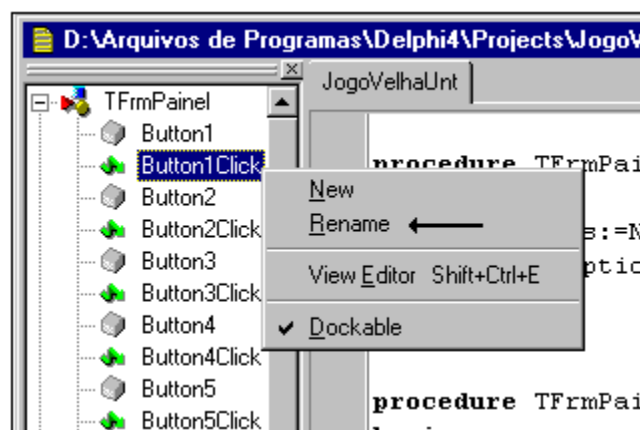 D:\Arquivos de Programas\Delphi4\Projects\JogoV
JogoVelhaUnt
TFrmPainel
Button1
Button1Click
Button2
Button2Click
Button3
Button3Click
Button4
Button4Click
Button5
Button5Click
procedure TFrmPai
New
Rename
View Editor Shift+Ctrl+E
Dockable
s:=N
ptio
procedure TFrmPai